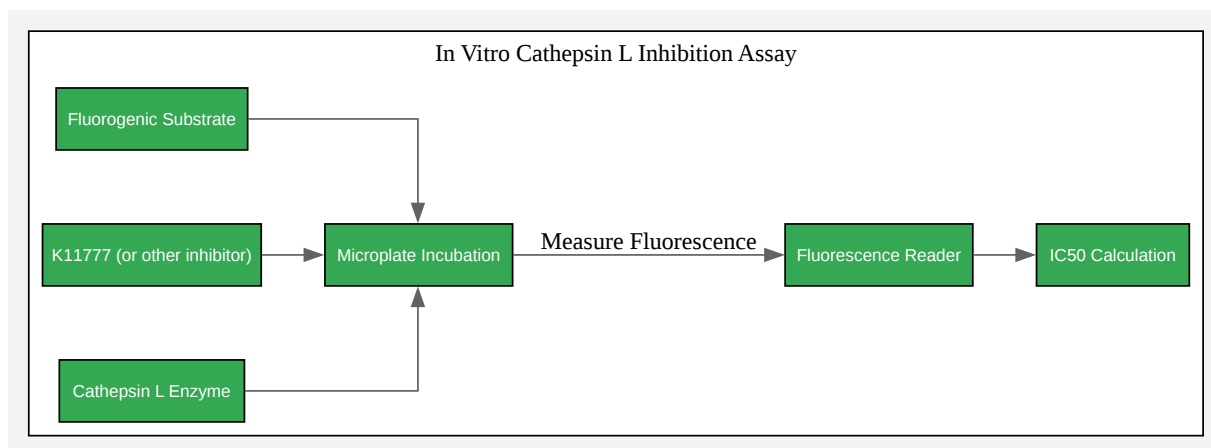 In Vitro Cathepsin L Inhibition Assay
Fluorogenic Substrate
K11777 (or other inhibitor)
Microplate Incubation
Measure Fluorescence
Fluorescence Reader
IC50 Calculation
Cathepsin L Enzyme